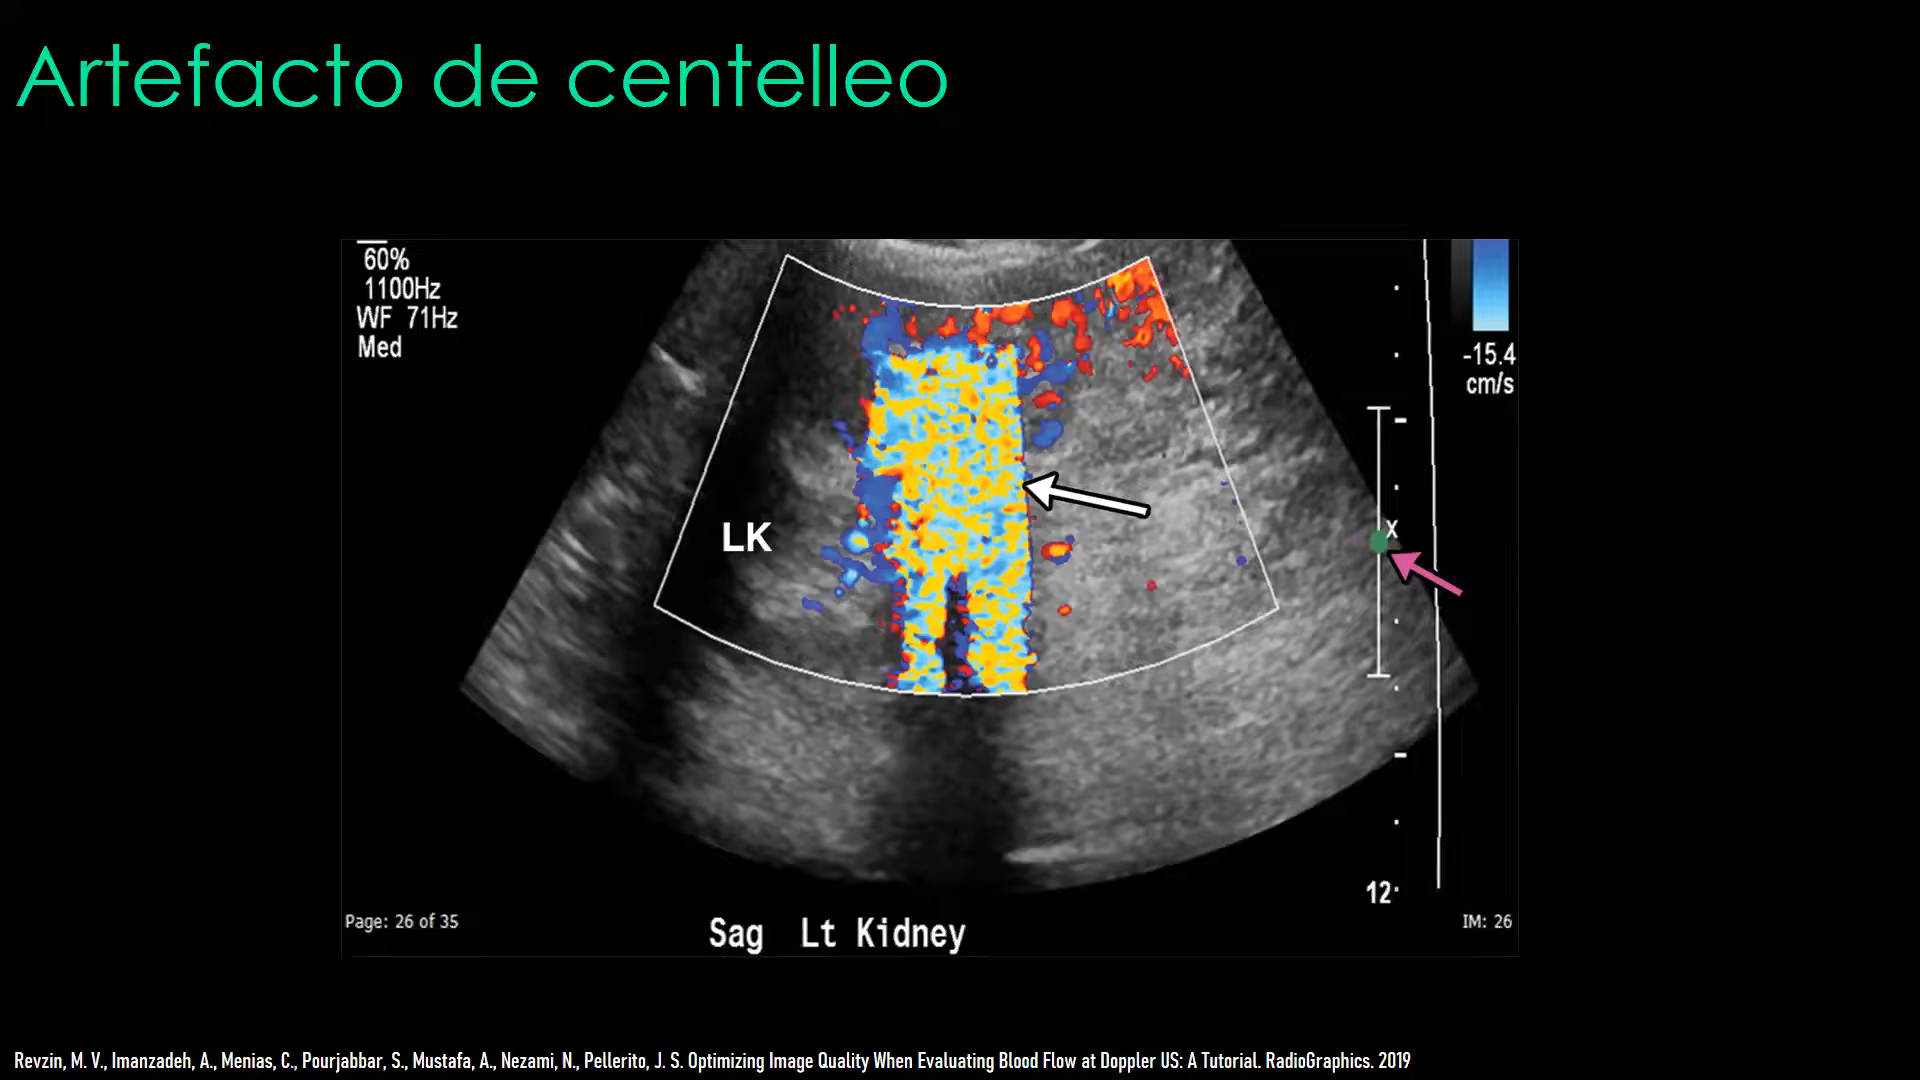 Artefacto de centelleo
60%
1100Hz
WF 71Hz
Med
-15.4
cm/s
LK
X
12
Page: 26 of 35
Sag Lt Kidney
IM: 26
Revzin, M. V., Imanzadeh, A., Menias, C., Pourjabbar, S., Mustafa, A., Nezami, N., Pellerito, J. S. Optimizing Image Quality When Evaluating Blood Flow at Doppler US: A Tutorial. RadioGraphics. 2019